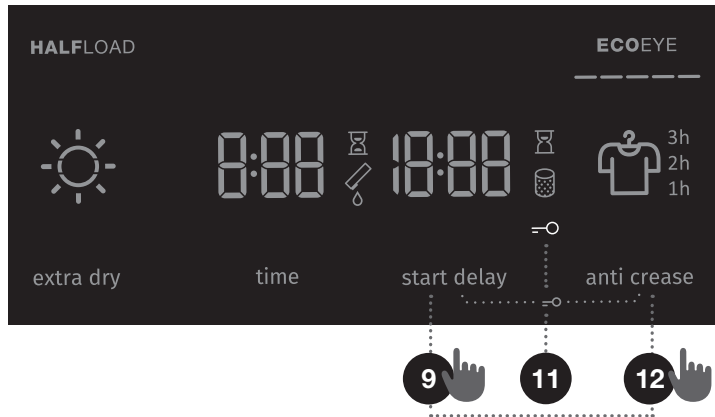 HALFLOAD
ECOEYE
8:88
18:88
3h
2h
1h
extra dry
time
start delay
anti crease
9
11
12